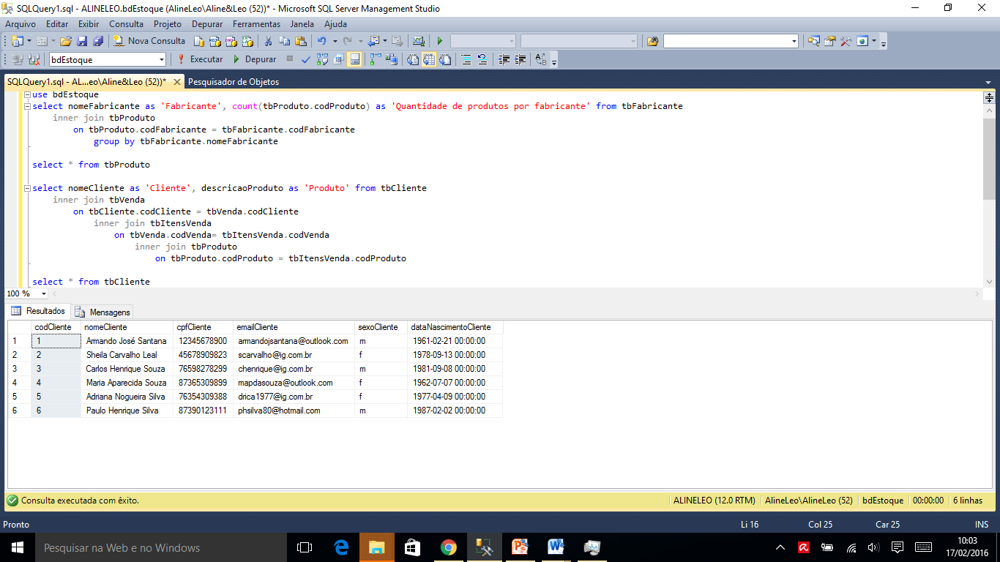 SQLQuery1.sql - ALINELEO.bdEstoque (AlineLeo\Aline&Leo (52))* - Microsoft SQL Server Management Studio
Arquivo Editar Exibir Consulta Projeto Depurar Ferramentas Janela Ajuda
Nova Consulta
bdEstoque Executar Depurar
SQLQuery1.sql - AL...eo\Aline&Leo (52))* Pesquisador de Objetos
use bdEstoque
select nomeFabricante as 'Fabricante', count(tbProduto.codProduto) as 'Quantidade de produtos por fabricante' from tbFabricante
inner join tbProduto
on tbProduto.codFabricante = tbFabricante.codFabricante
group by tbFabricante.nomeFabricante
select * from tbProduto
select nomeCliente as 'Cliente', descricaoProduto as 'Produto' from tbCliente
inner join tbVenda
on tbCliente.codCliente = tbVenda.codCliente
inner join tbItensVenda
on tbVenda.codVenda= tbItensVenda.codVenda
inner join tbProduto
on tbProduto.codProduto = tbItensVenda.codProduto
select * from tbCliente
100 %
Resultados Mensagens
codCliente nomeCliente cpfCliente emailCliente sexoCliente dataNascimentoCliente
1 1 Armando José Santana 12345678900 armandojsantana@outlook.com m 1961-02-21 00:00:00
2 2 Sheila Carvalho Leal 45678909823 scarvalho@ig.com.br f 1978-09-13 00:00:00
3 3 Carlos Henrique Souza 76598278299 chenrique@ig.com.br m 1981-09-08 00:00:00
4 4 Maria Aparecida Souza 87365309899 mapdasouza@outlook.com f 1962-07-07 00:00:00
5 5 Adriana Nogueira Silva 76354309388 drica1977@ig.com.br f 1977-04-09 00:00:00
6 6 Paulo Henrique Silva 87390123111 phsilva80@hotmail.com m 1987-02-02 00:00:00
Consulta executada com êxito. ALINELEO (12.0 RTM) AlineLeo\AlineLeo (52) bdEstoque 00:00:00 6 linhas
Pronto Li 16 Col 25 Car 25 INS
Pesquisar na Web e no Windows
10:03
17/02/2016